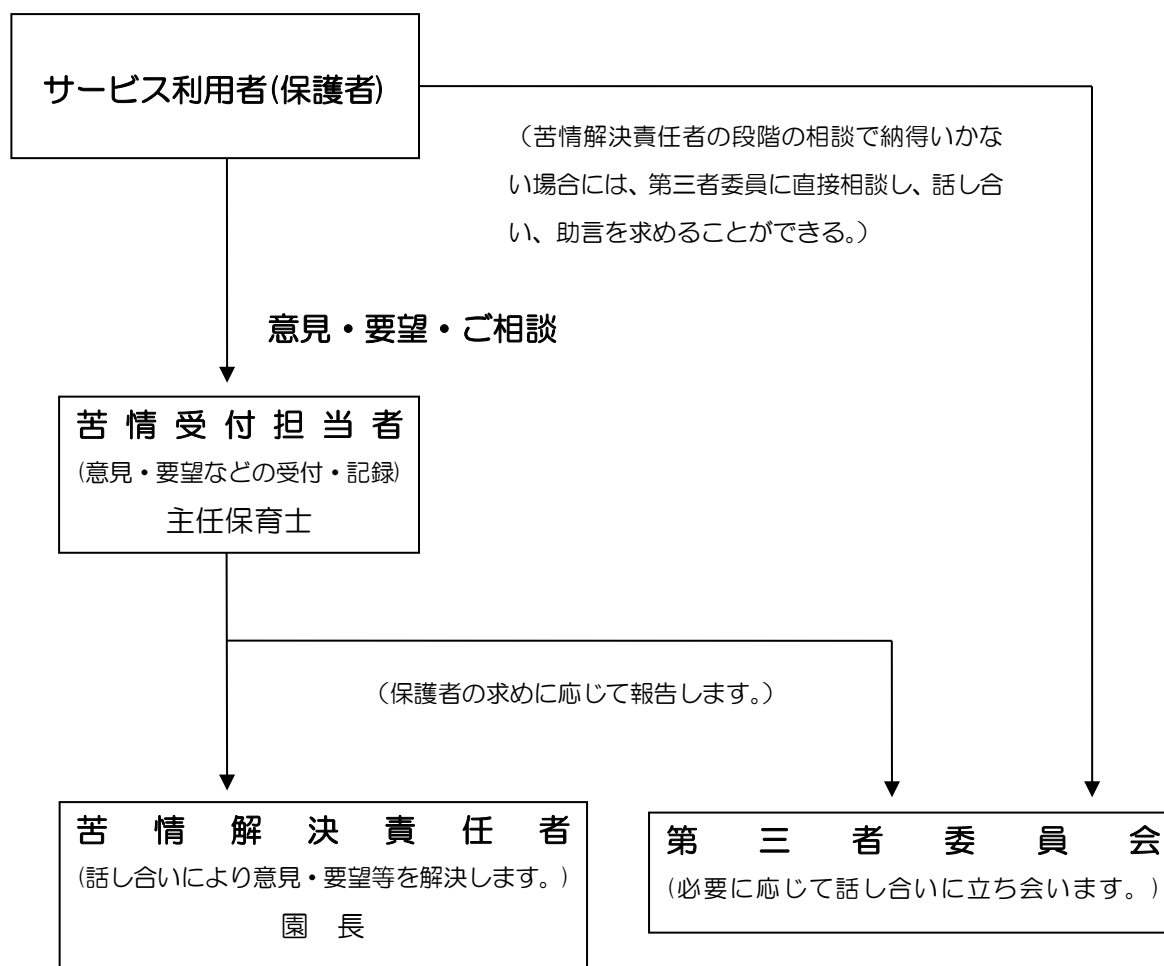 サービス利用者(保護者)
（苦情解決責任者の段階の相談で納得いかな
い場合には、第三者委員に直接相談し、話し合
い、助言を求めることができる。）
意見・要望・ご相談
苦情受付担当者
(意見・要望などの受付・記録)
主任保育士
（保護者の求めに応じて報告します。）
苦情解決責任者
(話し合いにより意見・要望等を解決します。)
園　長
第三者委員会
(必要に応じて話し合いに立ち会います。)